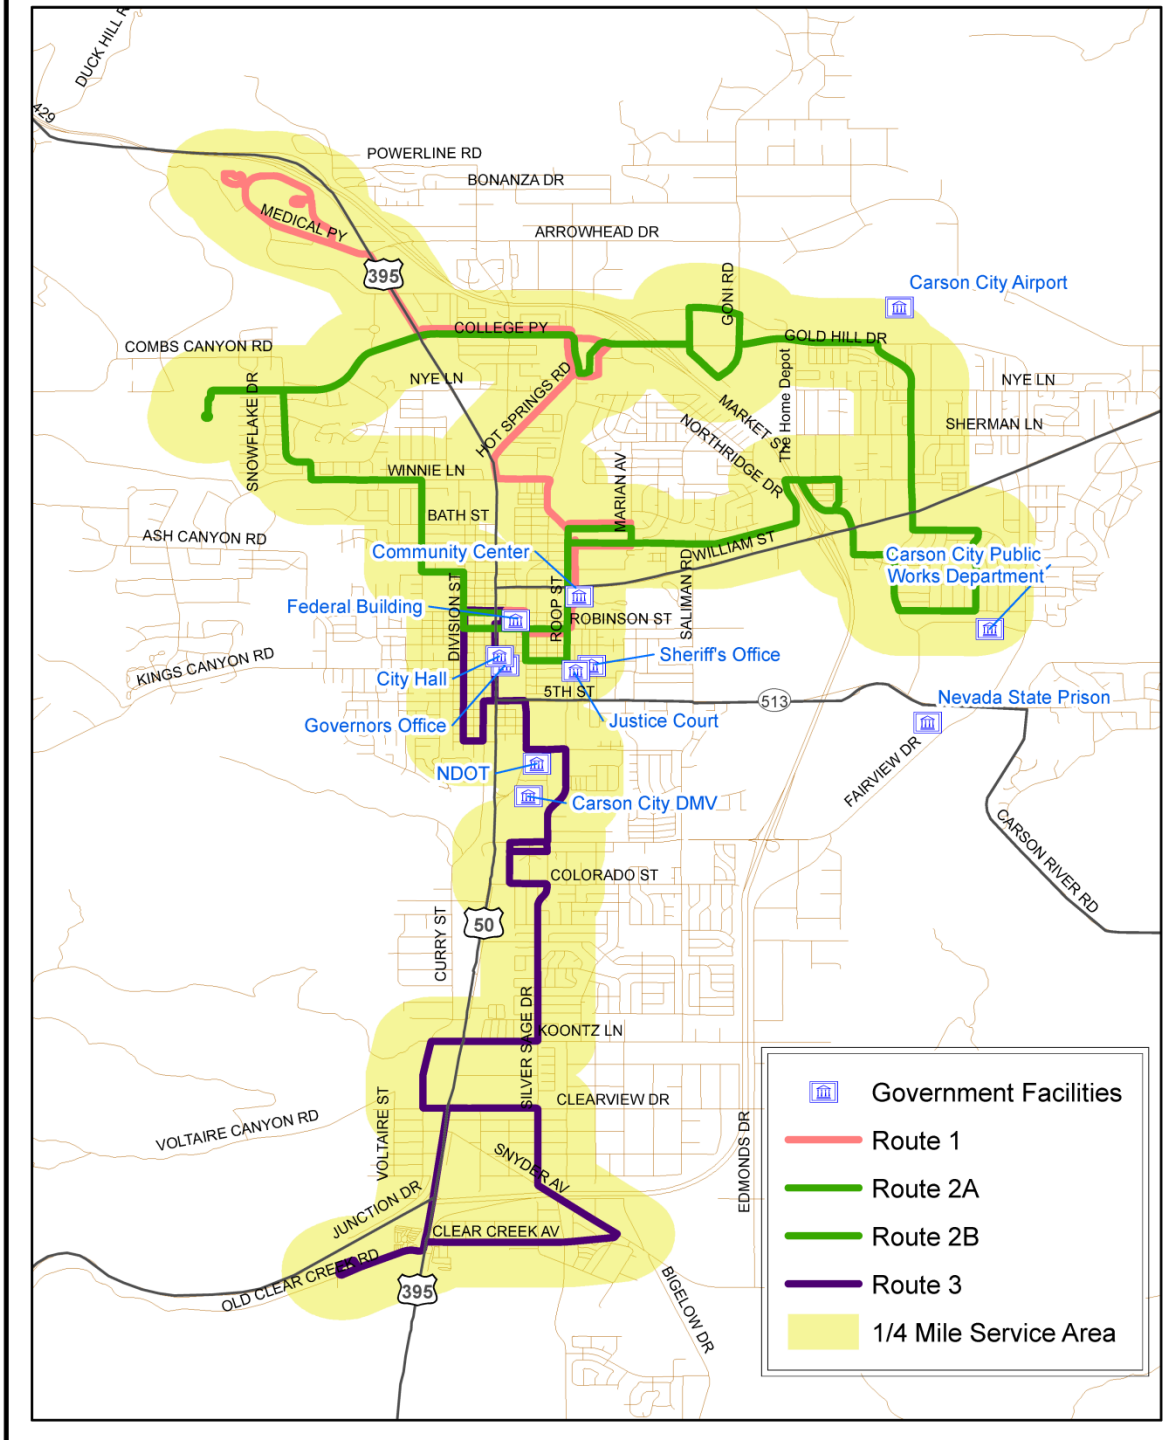 DUCK HILL R
429
POWERLINE RD
BONANZA DR
MEDICAL PY
ARROWHEAD DR
395
GONI RD
Carson City Airport
COLLEGE PY
GOLD HILL DR
COMBS CANYON RD
NYE LN
NYE LN
SNOWFLAKE DR
HOT SPRINGS RD
The Home Depot
MARKET S
SHERMAN LN
NORTHRIDGE DR
WINNIE LN
MARIAN AV
BATH ST
ASH CANYON RD
WILLIAM ST
Community Center
Carson City Public
Works Department
SALIMAN RD
DIVISION ST
ROOP ST
Federal Building
ROBINSON ST
KINGS CANYON RD
City Hall
Sheriff's Office
5TH ST
513
Nevada State Prison
Governors Office
Justice Court
FAIRVIEW DR
NDOT
Carson City DMV
CARSON RIVER RD
COLORADO ST
50
CURRY ST
SILVER SAGE DR
KOONTZ LN
CLEARVIEW DR
VOLTAIRE ST
VOLTAIRE CANYON RD
EDMONDS DR
SNYDER AV
JUNCTION DR
CLEAR CREEK AV
OLD CLEAR CREEK RD
395
BIGELOW DR
Government Facilities
Route 1
Route 2A
Route 2B
Route 3
1/4 Mile Service Area